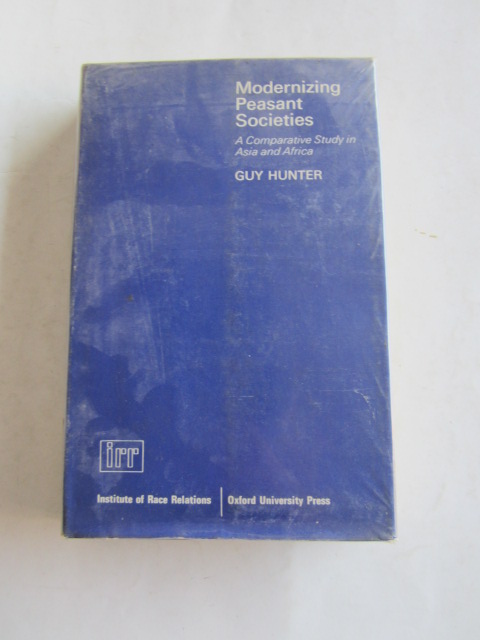 Modernizing
Peasant
Societies
A Comparative Study in
Asia and Africa
GUY HUNTER
irr
Institute of Race Relations | Oxford University Press